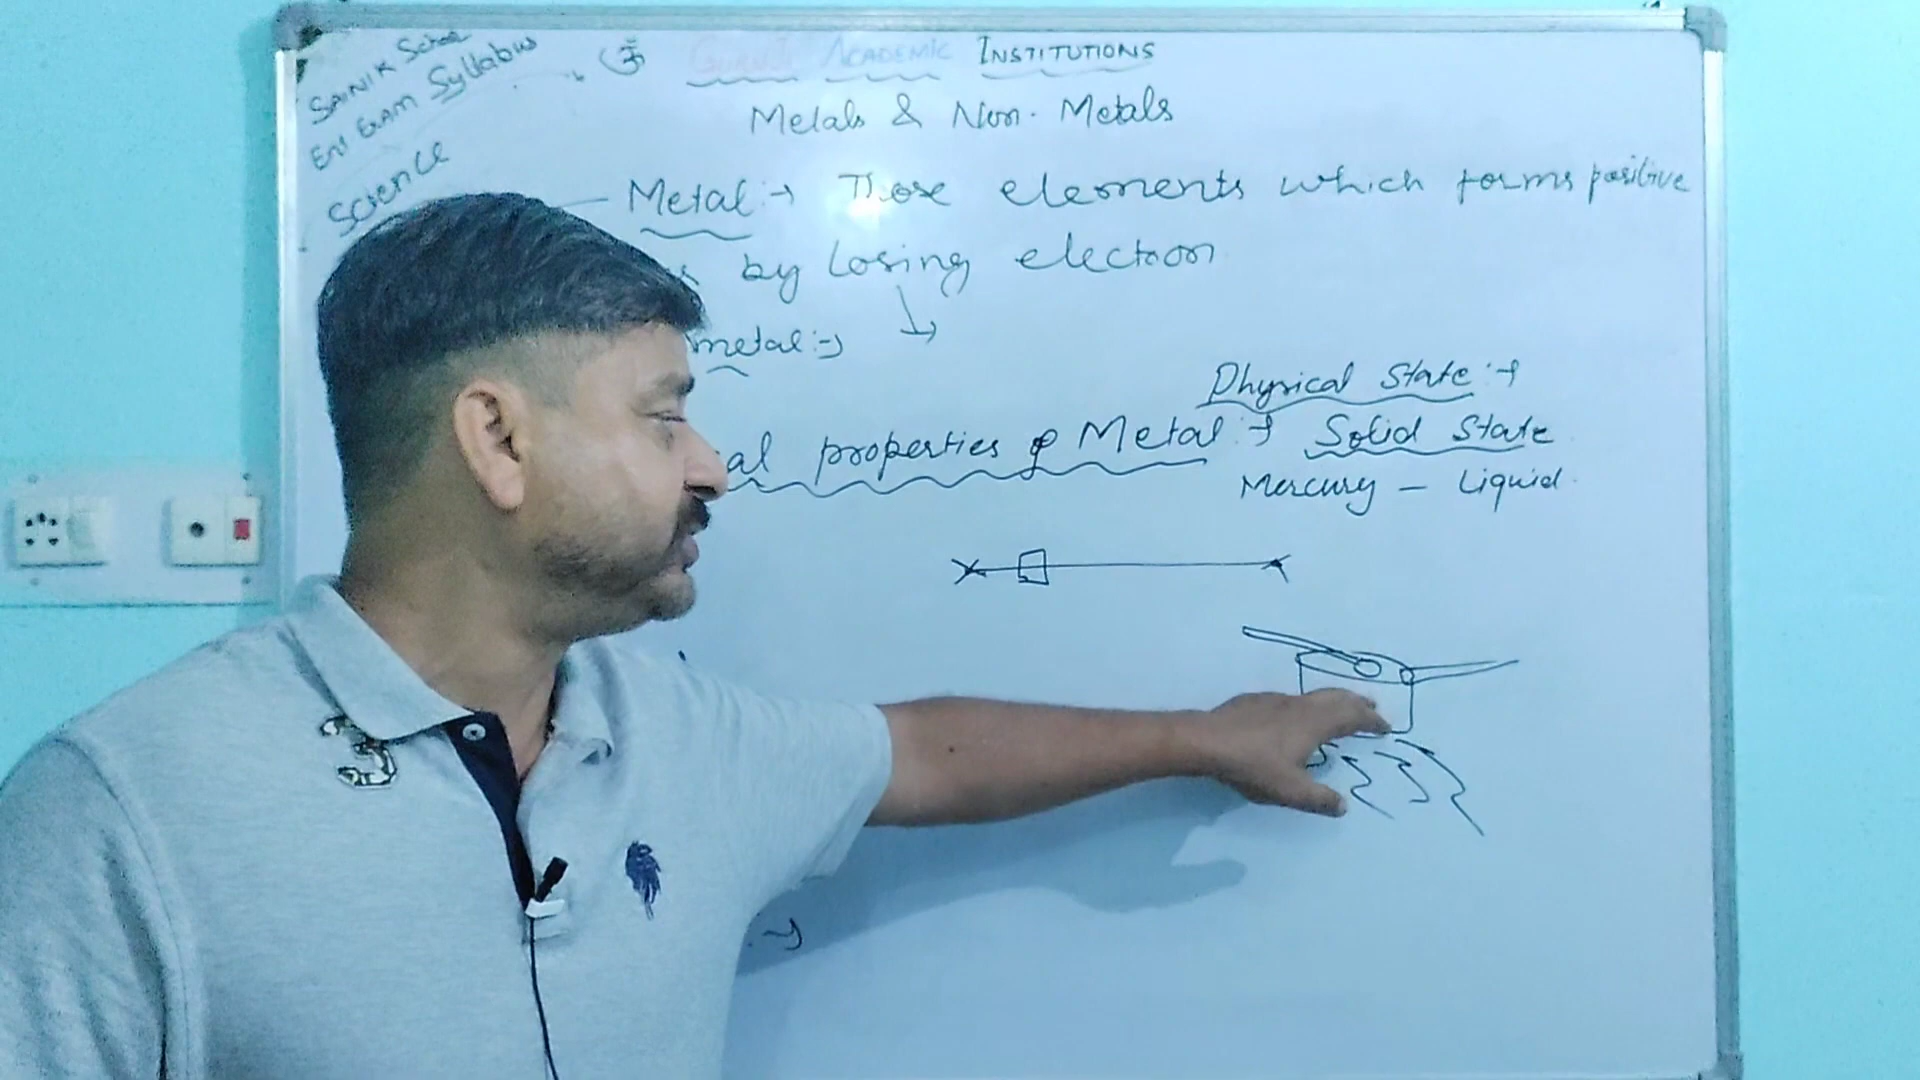 SAINIK School
Ent Exam Syllabus
Science
ॐ
ACADEMIC INSTITUTIONS
Metals & Non-Metals
Metal:→ Those elements which forms positive
by losing electron
metal:→
Physical State:→
al properties of Metal:→ Solid State
Mercury - Liquid.
3